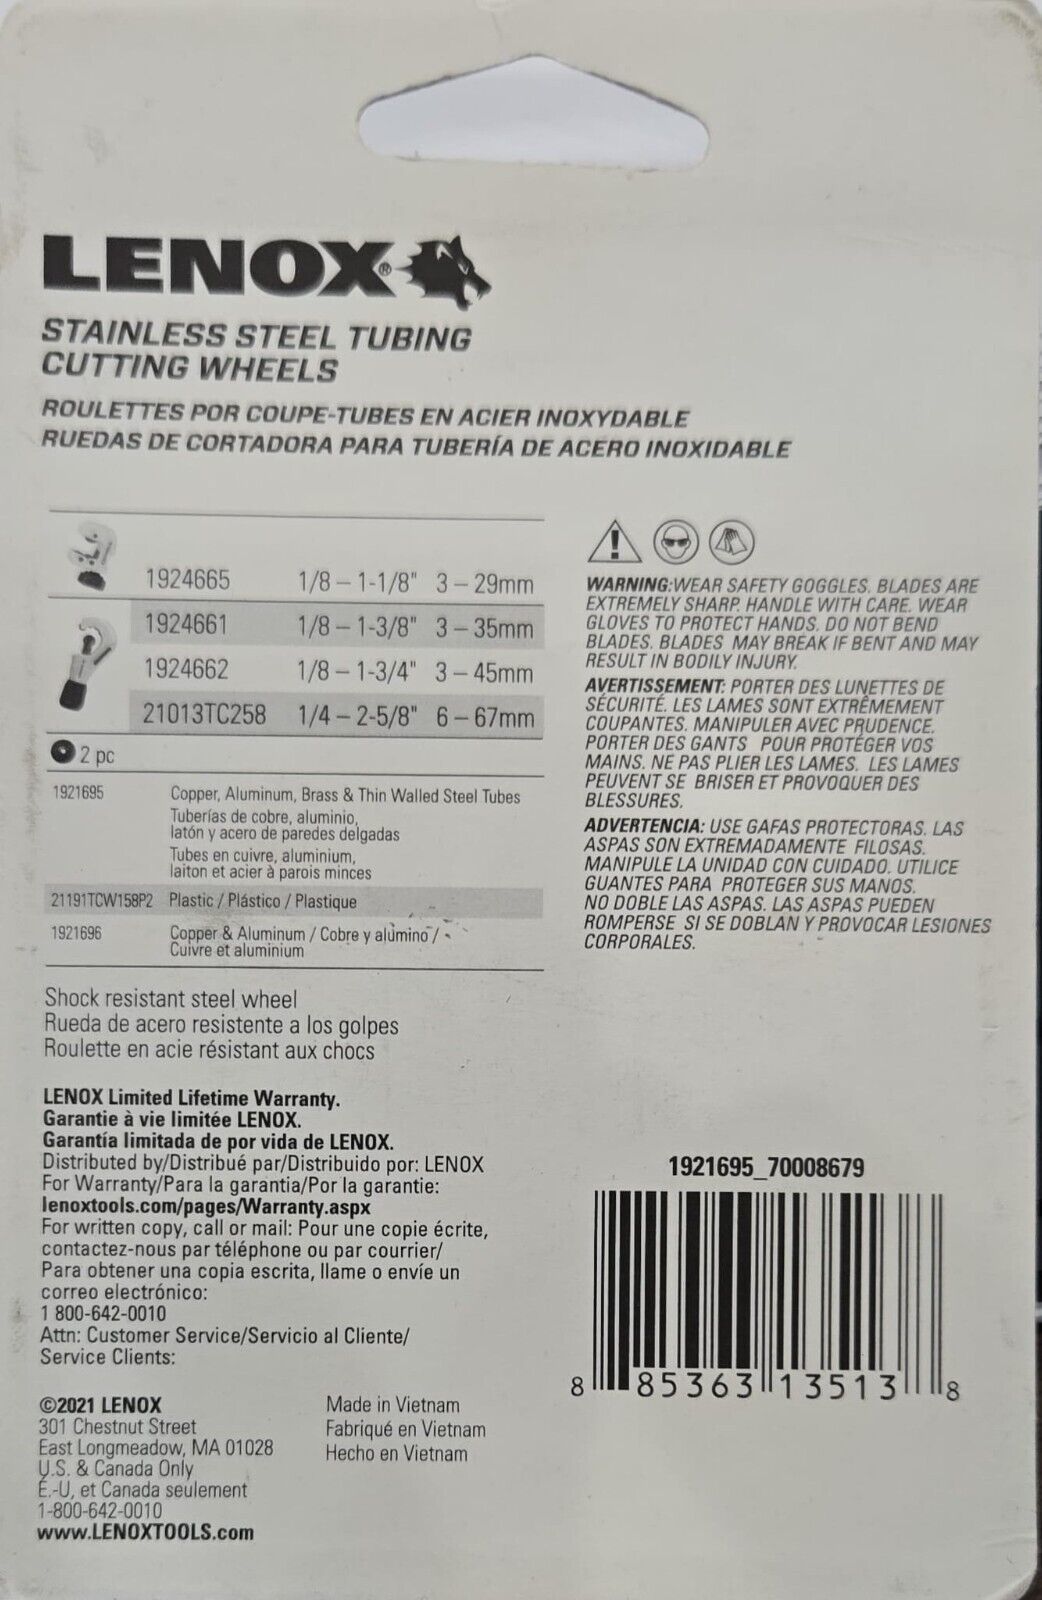 LENOX®
STAINLESS STEEL TUBING
CUTTING WHEELS
ROULETTES POR COUPE-TUBES EN ACIER INOXYDABLE
RUEDAS DE CORTADORA PARA TUBERÍA DE ACERO INOXIDABLE
1924665 1/8 – 1-1/8" 3 – 29mm
1924661 1/8 – 1-3/8" 3 – 35mm
1924662 1/8 – 1-3/4" 3 – 45mm
21013TC258 1/4 – 2-5/8" 6 – 67mm
2 pc
1921695 Copper, Aluminum, Brass & Thin Walled Steel Tubes
Tuberías de cobre, aluminio,
latón y acero de paredes delgadas
Tubes en cuivre, aluminium,
laiton et acier à parois minces
21191TCW158P2 Plastic / Plástico / Plastique
1921696 Copper & Aluminum / Cobre y alumino /
Cuivre et aluminium
Shock resistant steel wheel
Rueda de acero resistente a los golpes
Roulette en acie résistant aux chocs
LENOX Limited Lifetime Warranty.
Garantie à vie limitée LENOX.
Garantía limitada de por vida de LENOX.
Distributed by/Distribué par/Distribuido por: LENOX
For Warranty/Para la garantia/Por la garantie:
lenoxtools.com/pages/Warranty.aspx
For written copy, call or mail: Pour une copie écrite,
contactez-nous par téléphone ou par courrier/
Para obtener una copia escrita, llame o envíe un
correo electrónico:
1 800-642-0010
Attn: Customer Service/Servicio al Cliente/
Service Clients:
©2021 LENOX
301 Chestnut Street
East Longmeadow, MA 01028
U.S. & Canada Only
É.-U, et Canada seulement
1-800-642-0010
www.LENOXTOOLS.com
Made in Vietnam
Fabriqué en Vietnam
Hecho en Vietnam
WARNING:WEAR SAFETY GOGGLES. BLADES ARE
EXTREMELY SHARP. HANDLE WITH CARE. WEAR
GLOVES TO PROTECT HANDS. DO NOT BEND
BLADES. BLADES MAY BREAK IF BENT AND MAY
RESULT IN BODILY INJURY.
AVERTISSEMENT: PORTER DES LUNETTES DE
SÉCURITÉ. LES LAMES SONT EXTRÊMEMENT
COUPANTES. MANIPULER AVEC PRUDENCE.
PORTER DES GANTS POUR PROTÉGER VOS
MAINS. NE PAS PLIER LES LAMES. LES LAMES
PEUVENT SE BRISER ET PROVOQUER DES
BLESSURES.
ADVERTENCIA: USE GAFAS PROTECTORAS. LAS
ASPAS SON EXTREMADAMENTE FILOSAS.
MANIPULE LA UNIDAD CON CUIDADO. UTILICE
GUANTES PARA PROTEGER SUS MANOS.
NO DOBLE LAS ASPAS. LAS ASPAS PUEDEN
ROMPERSE SI SE DOBLAN Y PROVOCAR LESIONES
CORPORALES.
1921695_70008679
8 85363 13513 8